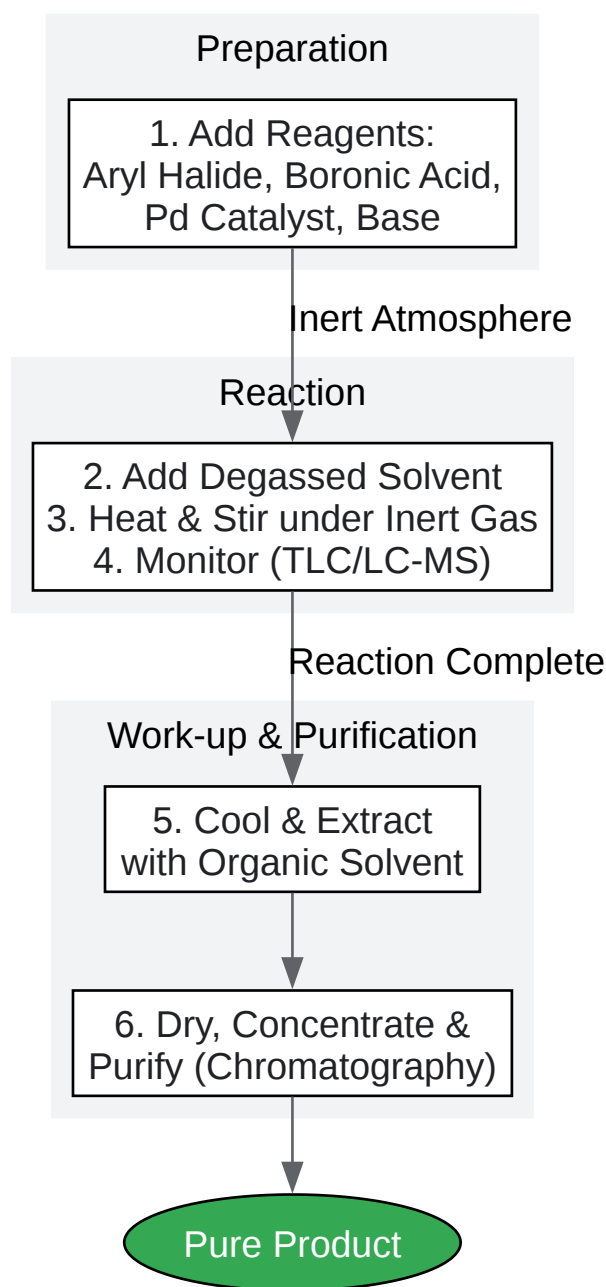 Preparation
1. Add Reagents:
Aryl Halide, Boronic Acid,
Pd Catalyst, Base
Inert Atmosphere
Reaction
2. Add Degassed Solvent
3. Heat & Stir under Inert Gas
4. Monitor (TLC/LC-MS)
Reaction Complete
Work-up & Purification
5. Cool & Extract
with Organic Solvent
6. Dry, Concentrate &
Purify (Chromatography)
Pure Product